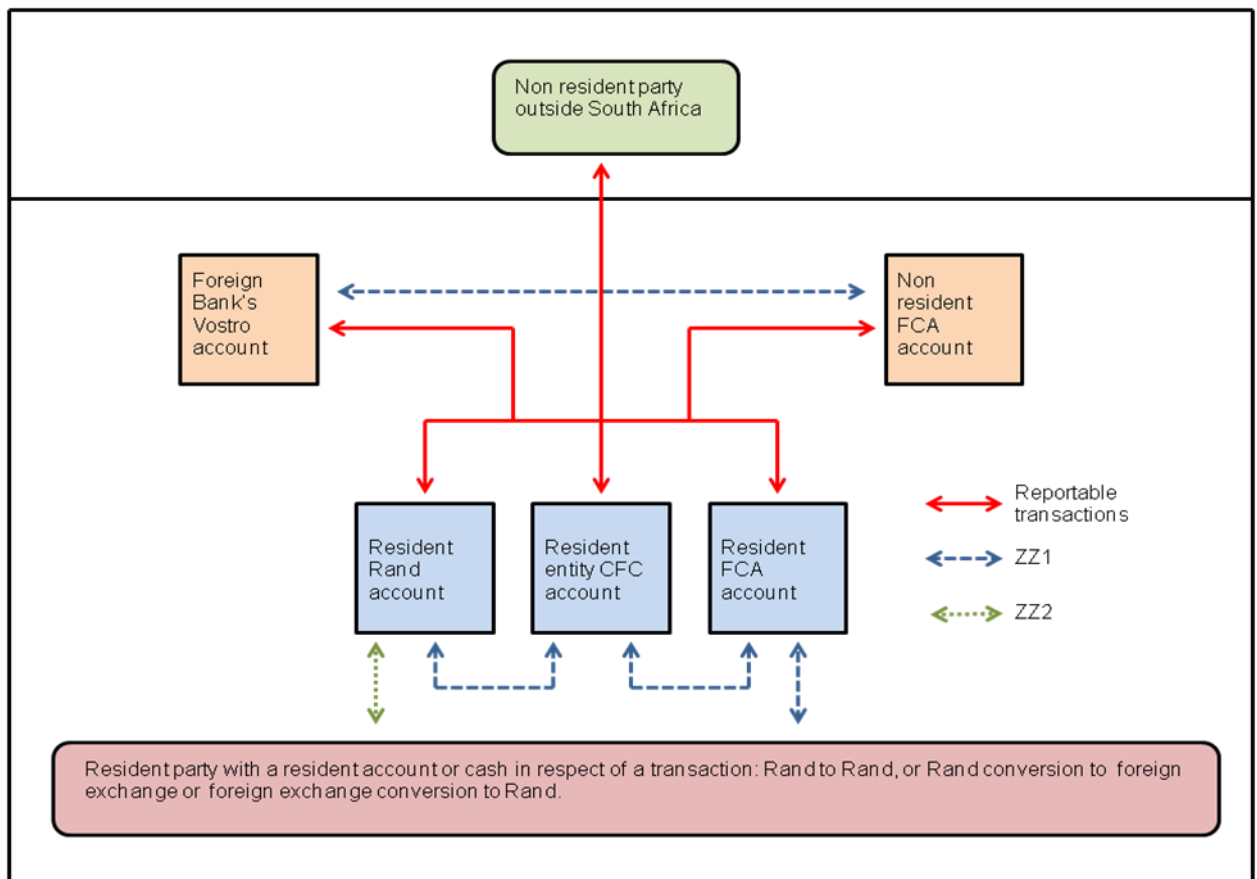 Non resident party
outside South Africa
Foreign
Bank's
Vostro
account
Non
resident
FCA
account
Resident
Rand
account
Resident
entity CFC
account
Resident
FCA
account
Reportable
transactions
ZZ1
ZZ2
Resident party with a resident account or cash in respect of a transaction: Rand to Rand, or Rand conversion to foreign
exchange or foreign exchange conversion to Rand.